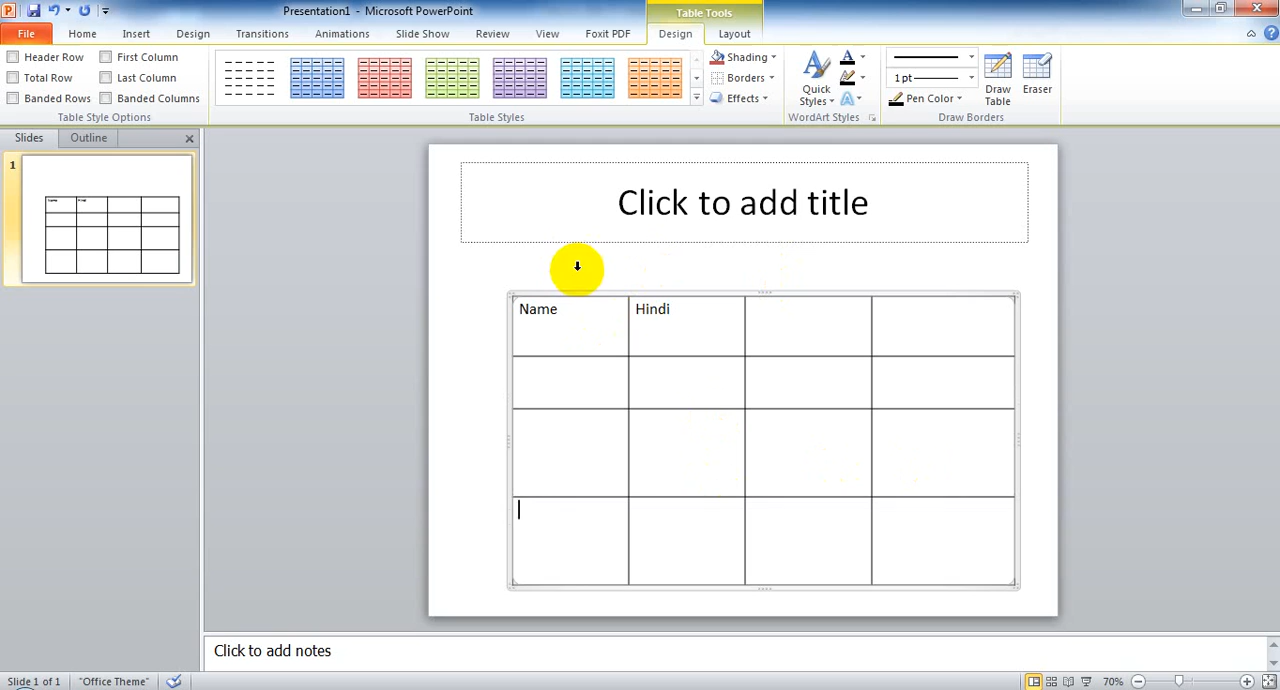 Presentation1 - Microsoft PowerPoint
Table Tools
File Home Insert Design Transitions Animations Slide Show Review View Foxit PDF Design Layout
Header Row First Column
Total Row Last Column
Banded Rows Banded Columns
Table Style Options
Table Styles
Shading
Borders
Effects
Quick Styles
WordArt Styles
1 pt
Pen Color
Draw Table
Eraser
Draw Borders
Slides Outline
1
Click to add title
Name Hindi
Click to add notes
Slide 1 of 1 "Office Theme" 70%